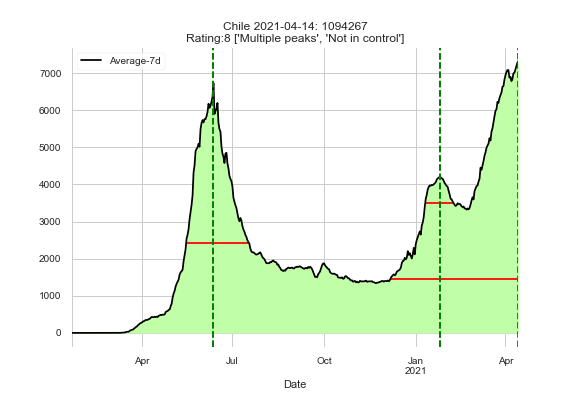 Chile 2021-04-14: 1094267
Rating:8 ['Multiple peaks', 'Not in control']
Average-7d
7000
6000
5000
4000
3000
2000
1000
0
Apr Jul Oct Jan Apr
2021
Date